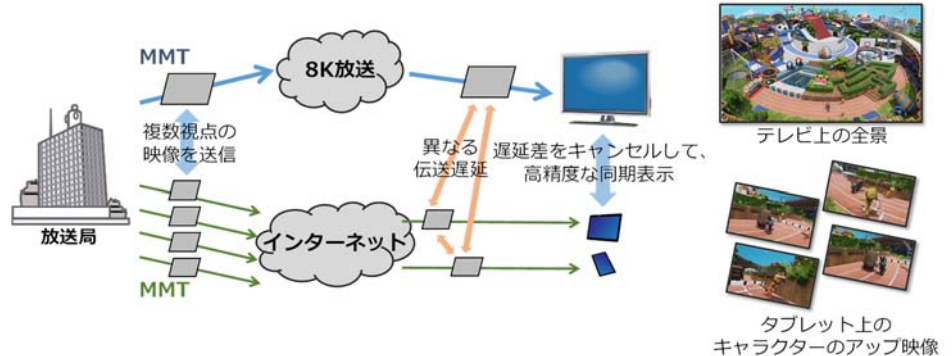 MMT
8K放送
複数視点の
映像を送信
異なる
伝送遅延
遅延差をキャンセルして、
高精度な同期表示
テレビ上の全景
放送局
インターネット
MMT
タブレット上の
キャラクターのアップ映像